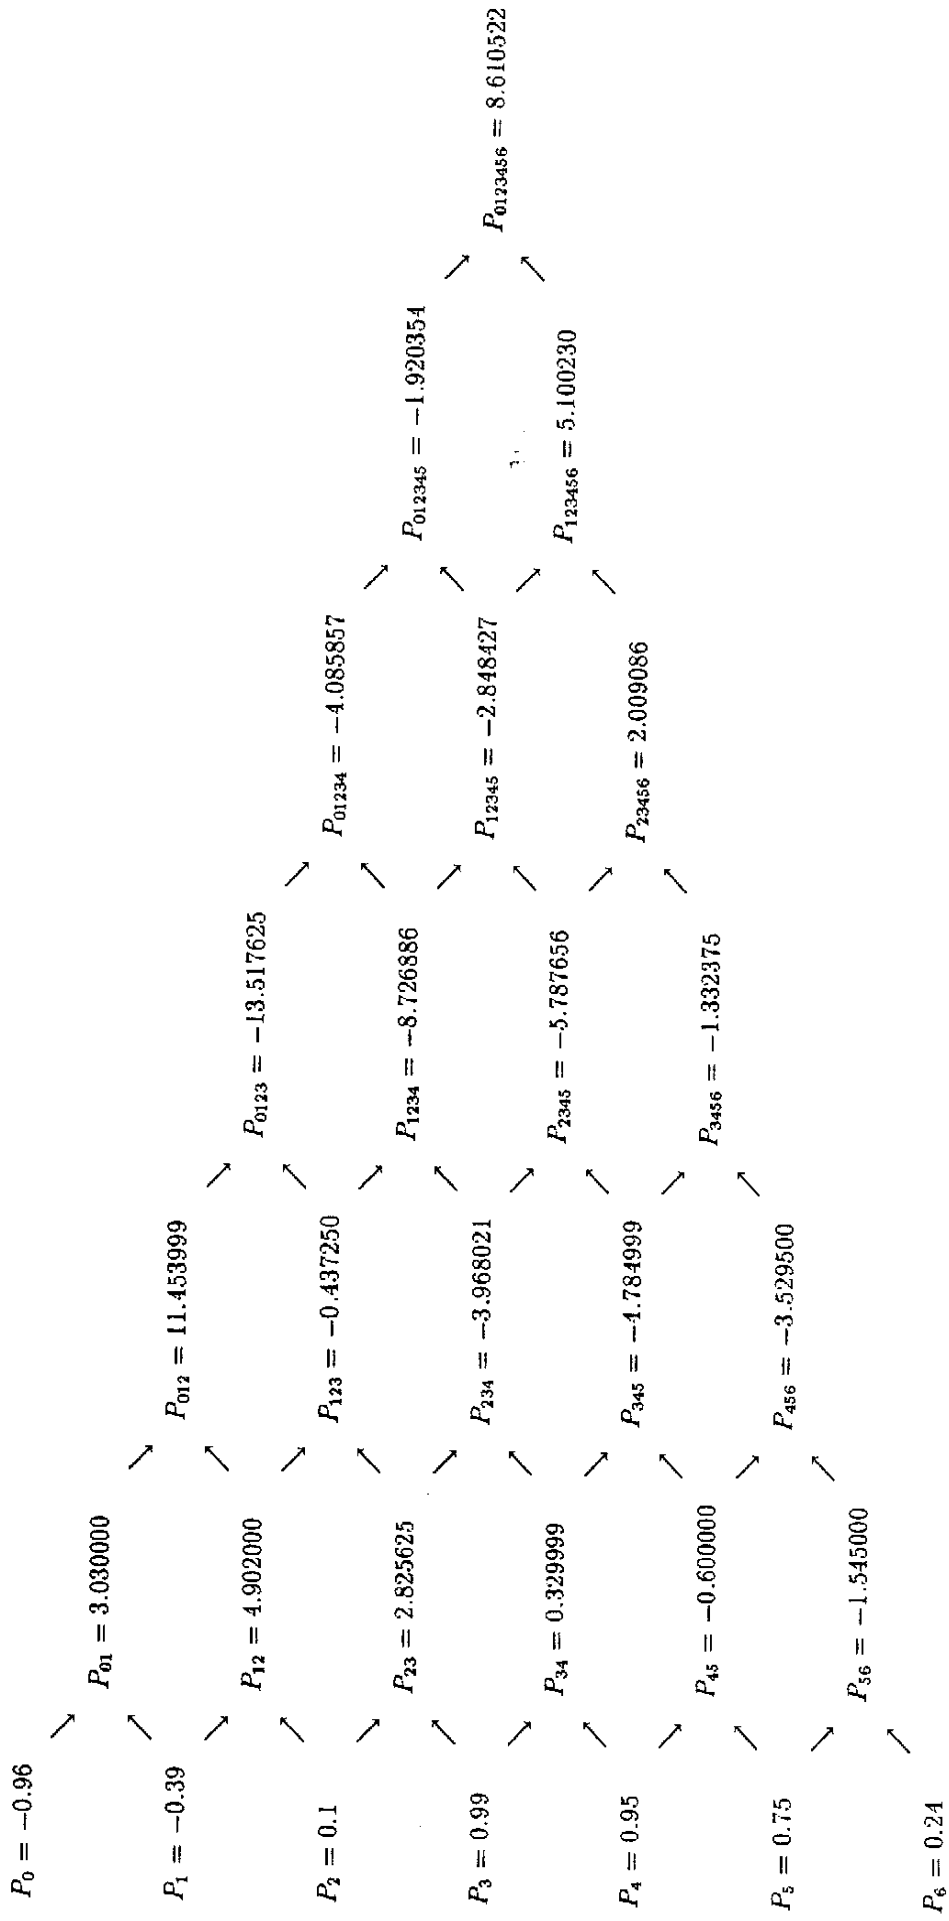 P_0 = −0.96
P_1 = −0.39
P_2 = 0.1
P_3 = 0.99
P_4 = 0.95
P_5 = 0.75
P_6 = 0.24
P_01 = 3.030000
P_12 = 4.902000
P_23 = 2.825625
P_34 = 0.329999
P_45 = −0.600000
P_56 = −1.545000
P_012 = 11.453999
P_123 = −0.437250
P_234 = −3.968021
P_345 = −4.784999
P_456 = −3.529500
P_0123 = −13.517625
P_1234 = −8.726886
P_2345 = −5.787656
P_3456 = −1.332375
P_01234 = −4.085857
P_12345 = −2.848427
P_23456 = 2.009086
P_012345 = −1.920354
P_123456 = 5.100230
P_0123456 = 8.610522